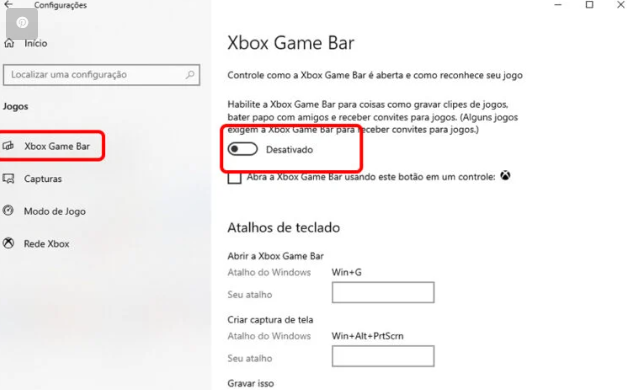 Configurações
Início
Localizar uma configuração
Jogos
Xbox Game Bar
Capturas
Modo de Jogo
Rede Xbox
Xbox Game Bar
Controle como a Xbox Game Bar é aberta e como reconhece seu jogo
Habilite a Xbox Game Bar para coisas como gravar clipes de jogos,
bater papo com amigos e receber convites para jogos. (Alguns jogos
exigem a Xbox Game Bar para receber convites para jogos.)
Desativado
Abra a Xbox Game Bar usando este botão em um controle:
Atalhos de teclado
Abrir a Xbox Game Bar
Atalho do Windows Win+G
Seu atalho
Criar captura de tela
Atalho do Windows Win+Alt+PrtScrn
Seu atalho
Gravar isso